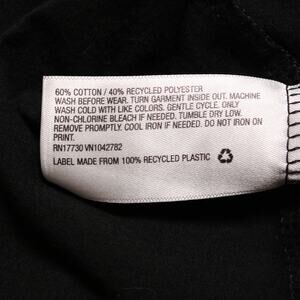 60% COTTON / 40% RECYCLED POLYESTER
WASH BEFORE WEAR. TURN GARMENT INSIDE OUT. MACHINE
WASH COLD WITH LIKE COLORS. GENTLE CYCLE. ONLY
NON-CHLORINE BLEACH IF NEEDED. TUMBLE DRY LOW.
REMOVE PROMPTLY. COOL IRON IF NEEDED. DO NOT IRON ON
PRINT.
RN17730 VN1042782
LABEL MADE FROM 100% RECYCLED PLASTIC